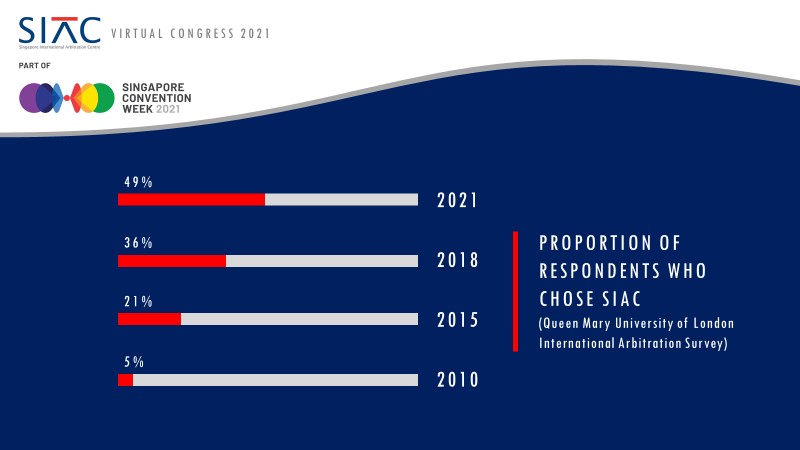 SIAC VIRTUAL CONGRESS 2021
Singapore International Arbitration Centre
PART OF
SINGAPORE
CONVENTION
WEEK 2021
49%
2021
36%
2018
21%
2015
5%
2010
PROPORTION OF
RESPONDENTS WHO
CHOSE SIAC
(Queen Mary University of London
International Arbitration Survey)